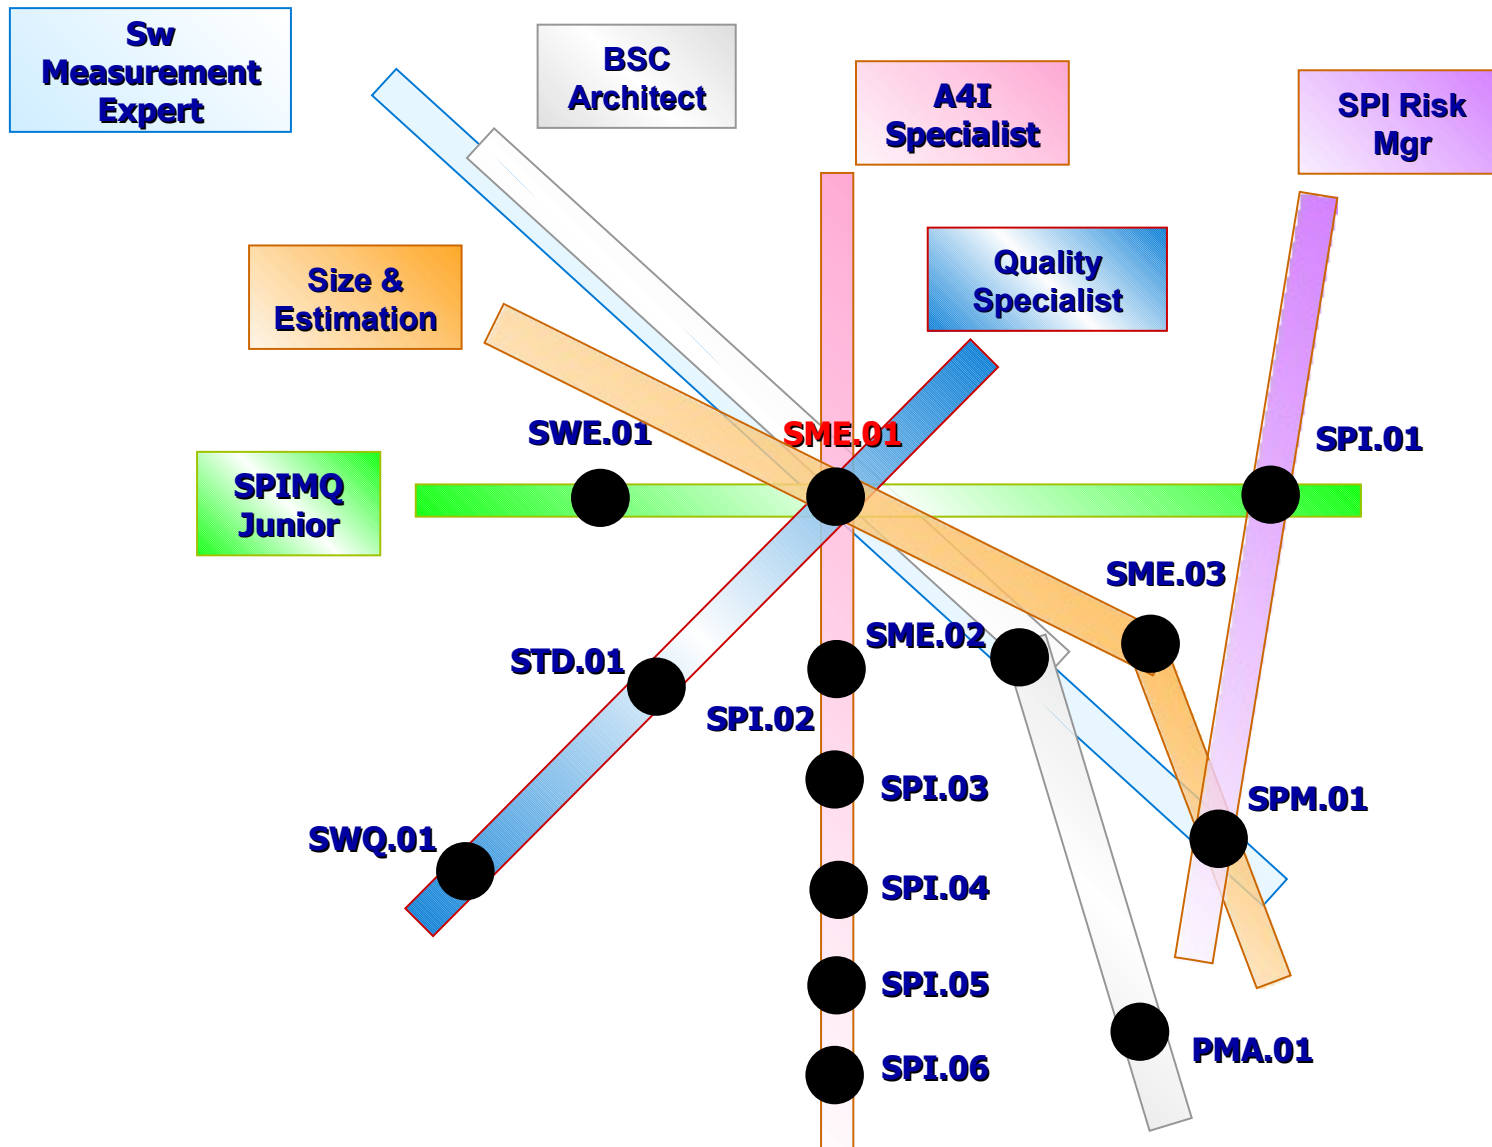 Sw
Measurement
Expert
BSC
Architect
A4I
Specialist
SPI Risk
Mgr
Size &
Estimation
Quality
Specialist
SWE.01
SME.01
SPI.01
SPIMQ
Junior
SME.03
SME.02
STD.01
SPI.02
SPI.03
SPM.01
SWQ.01
SPI.04
SPI.05
PMA.01
SPI.06